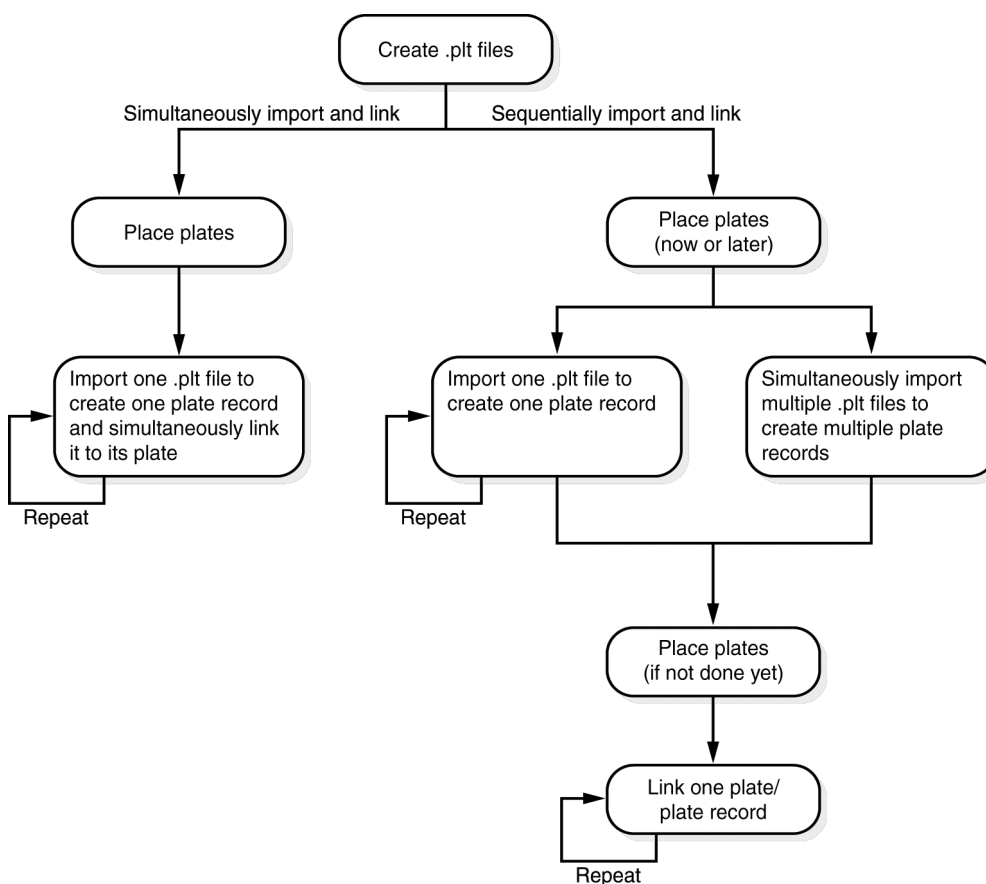 Create .plt files
Simultaneously import and link
Sequentially import and link
Place plates
Place plates
(now or later)
Import one .plt file to
create one plate record
and simultaneously link
it to its plate
Repeat
Import one .plt file to
create one plate record
Repeat
Simultaneously import
multiple .plt files to
create multiple plate
records
Place plates
(if not done yet)
Link one plate/
plate record
Repeat